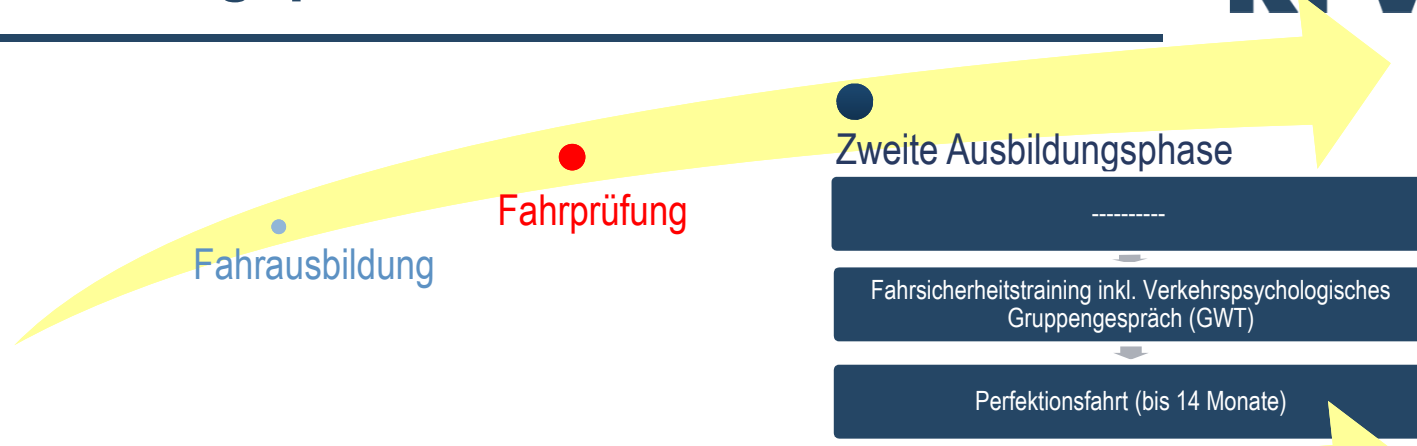 Fahrausbildung
Fahrprüfung
Zweite Ausbildungsphase
----------
Fahrsicherheitstraining inkl. Verkehrspsychologisches
Gruppengespräch (GWT)
Perfektionsfahrt (bis 14 Monate)